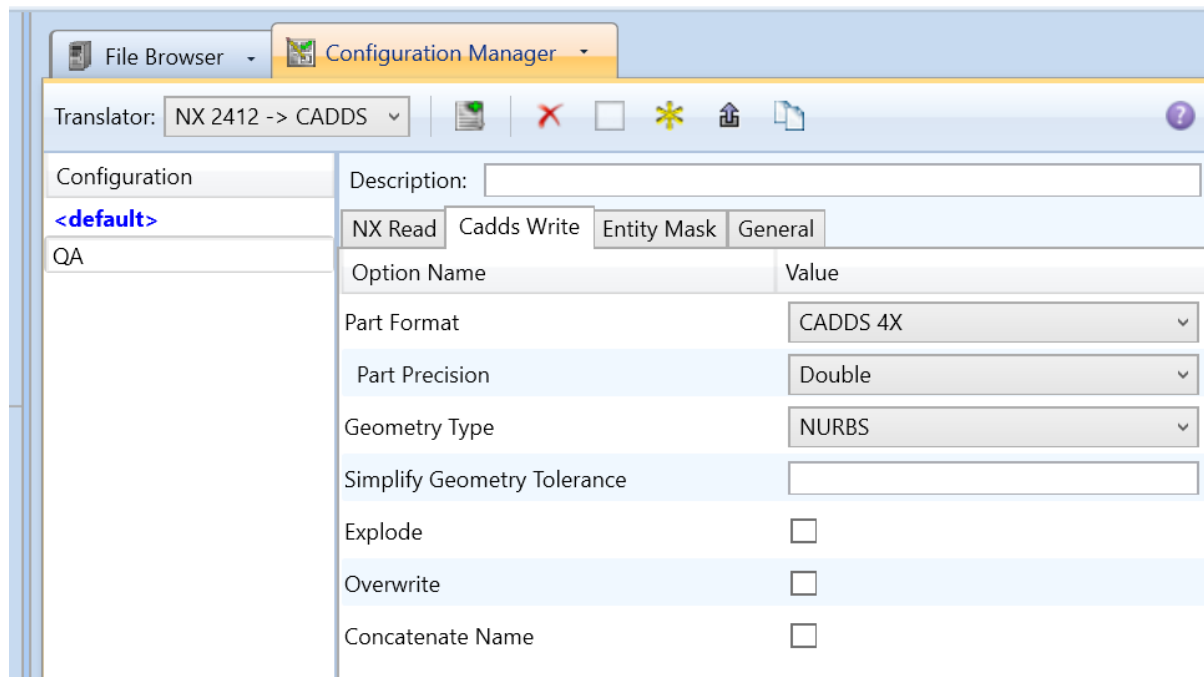 File Browser Configuration Manager
Translator: NX 2412 -> CADDS ?
Configuration Description:
<default> NX Read Cadds Write Entity Mask General
QA Option Name Value
Part Format CADDS 4X
Part Precision Double
Geometry Type NURBS
Simplify Geometry Tolerance
Explode
Overwrite
Concatenate Name